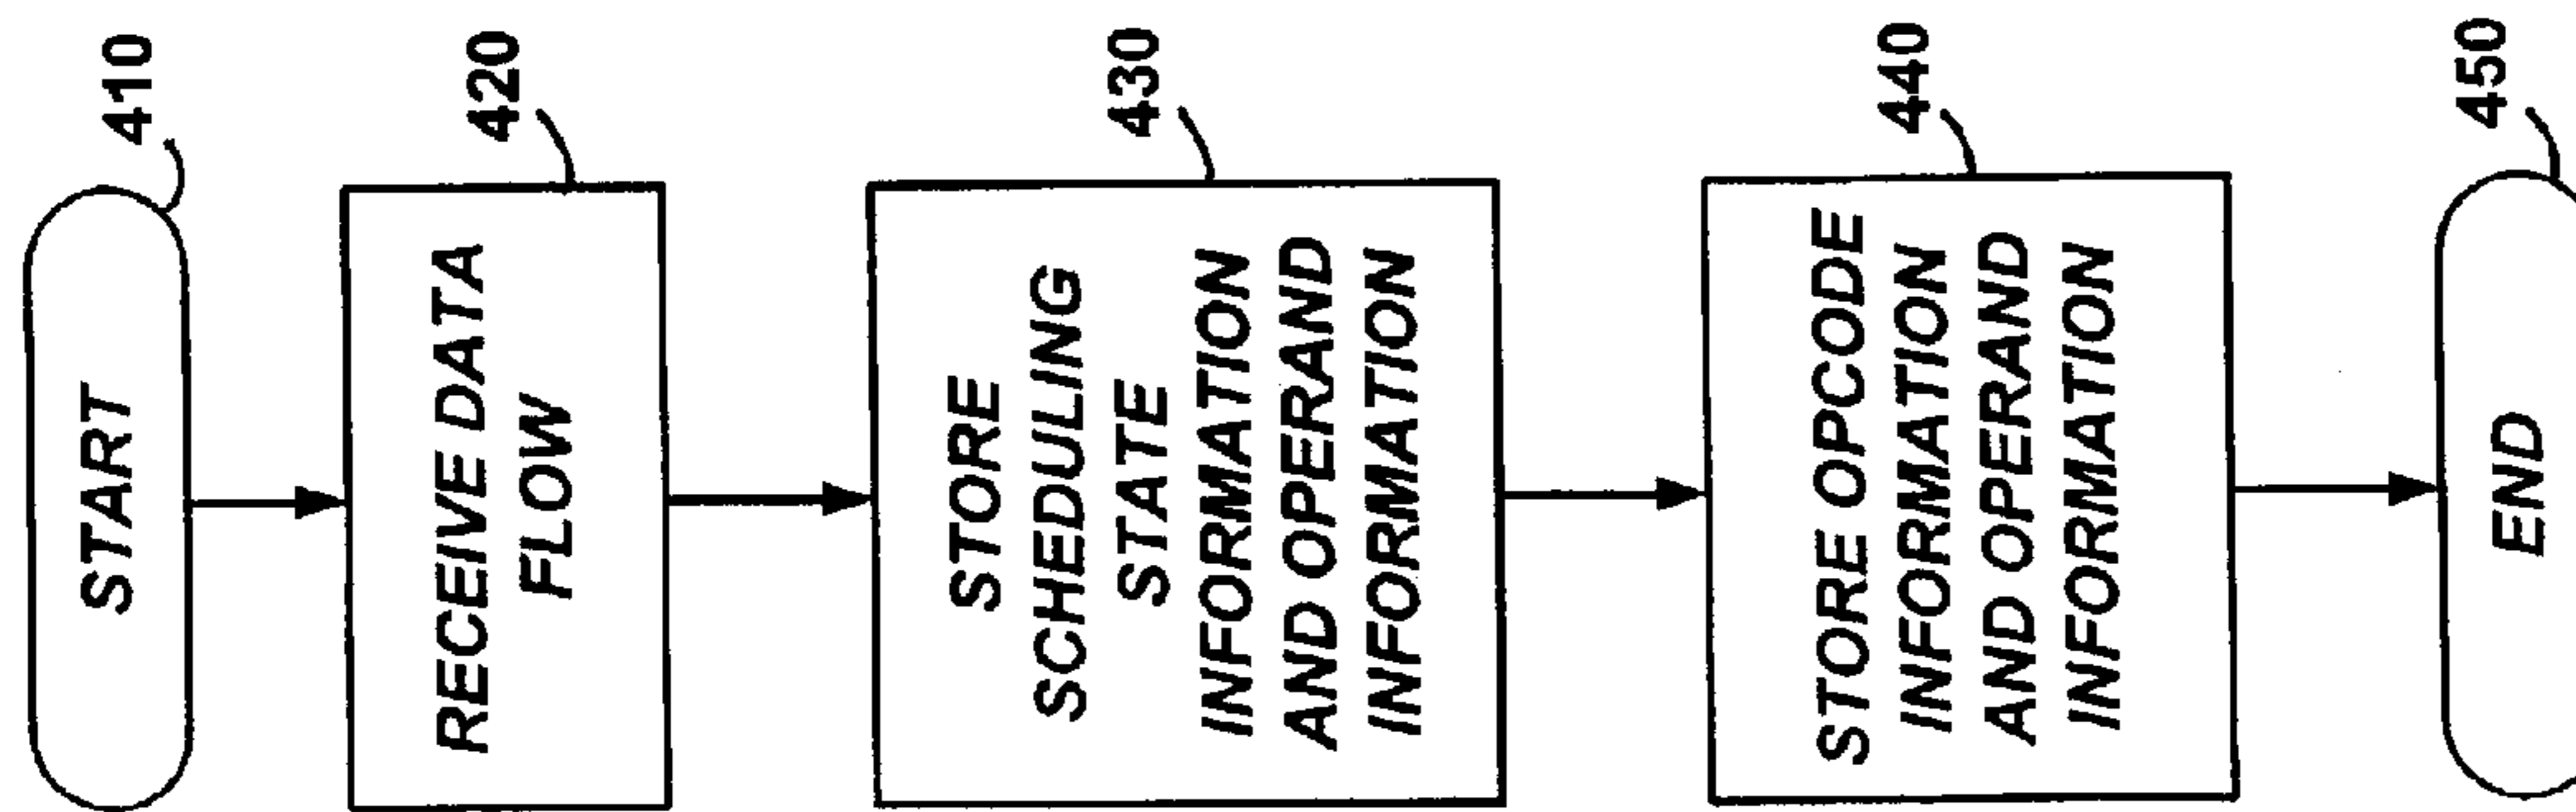 START
410
RECEIVE DATA
FLOW
420
STORE
SCHEDULING
STATE
INFORMATION
AND OPERAND
INFORMATION
430
STORE OPCODE
INFORMATION
AND OPERAND
INFORMATION
440
END
450